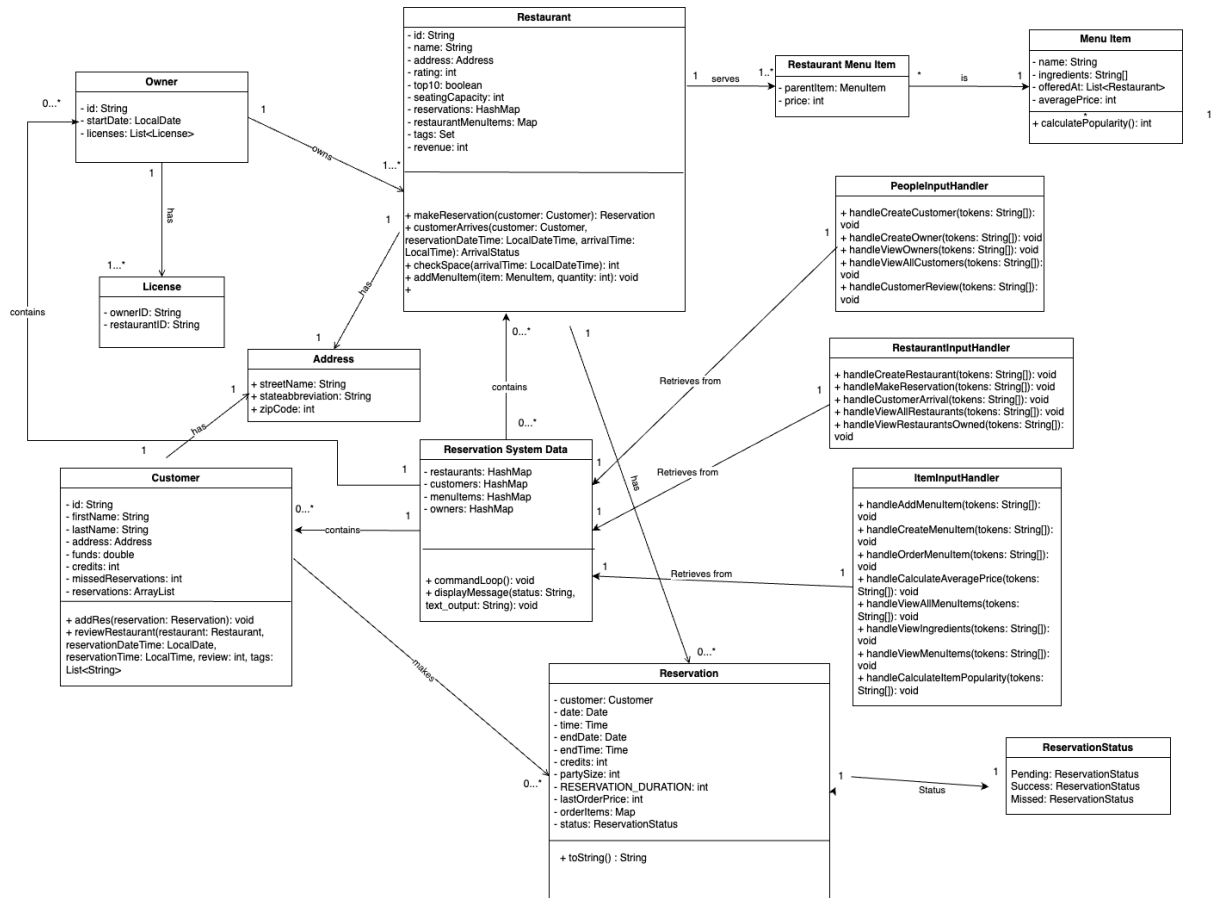 Restaurant
- id: String
- name: String
- address: Address
- rating: int
- top10: boolean
- seatingCapacity: int
- reservations: HashMap
- restaurantMenuItems: Map
- tags: Set
- revenue: int
+ makeReservation(customer: Customer): Reservation
+ customerArrives(customer: Customer,
reservationDateTime: LocalDateTime, arrivalTime:
LocalTime): ArrivalStatus
+ checkSpace(arrivalTime: LocalDateTime): int
+ addMenuItem(item: MenuItem, quantity: int): void
+
1
serves
1..*
Restaurant Menu Item
- parentItem: MenuItem
- price: int
*
is
1
Menu Item
- name: String
- ingredients: String[]
- offeredAt: List<Restaurant>
- averagePrice: int
*
+ calculatePopularity(): int
1
Owner
- id: String
- startDate: LocalDate
- licenses: List<License>
0...*
1
owns
1...*
1
has
1...*
License
- ownerID: String
- restaurantID: String
contains
1
has
1
Address
+ streetName: String
+ stateabbreviation: String
+ zipCode: int
1
has
1
PeopleInputHandler
+ handleCreateCustomer(tokens: String[]):
void
+ handleCreateOwner(tokens: String[]): void
+ handleViewOwners(tokens: String[]): void
+ handleViewAllCustomers(tokens: String[]):
void
+ handleCustomerReview(tokens: String[]):
void
1
Retrieves from
1
RestaurantInputHandler
+ handleCreateRestaurant(tokens: String[]): void
+ handleMakeReservation(tokens: String[]): void
+ handleCustomerArrival(tokens: String[]): void
+ handleViewAllRestaurants(tokens: String[]): void
+ handleViewRestaurantsOwned(tokens: String[]):
void
1
Retrieves from
1
0...*
contains
0...*
Reservation System Data
- restaurants: HashMap
- customers: HashMap
- menuItems: HashMap
- owners: HashMap
+ commandLoop(): void
+ displayMessage(status: String,
text_output: String): void
1
1
contains
0...*
Customer
- id: String
- firstName: String
- lastName: String
- address: Address
- funds: double
- credits: int
- missedReservations: int
- reservations: ArrayList
+ addRes(reservation: Reservation): void
+ reviewRestaurant(restaurant: Restaurant,
reservationDateTime: LocalDate,
reservationTime: LocalTime, review: int, tags:
List<String>
makes
0...*
1
has
0...*
ItemInputHandler
+ handleAddMenuItem(tokens: String[]):
void
+ handleCreateMenuItem(tokens: String[]):
void
+ handleOrderMenuItem(tokens: String[]):
void
+ handleCalculateAveragePrice(tokens:
String[]): void
+ handleViewAllMenuItems(tokens:
String[]): void
+ handleViewIngredients(tokens: String[]):
void
+ handleViewMenuItems(tokens: String[]):
void
+ handleCalculateItemPopularity(tokens:
String[]): void
1
Retrieves from
1
Reservation
- customer: Customer
- date: Date
- time: Time
- endDate: Date
- endTime: Time
- credits: int
- partySize: int
- RESERVATION_DURATION: int
- lastOrderPrice: int
- orderItems: Map
- status: ReservationStatus
+ toString() : String
1
Status
1
ReservationStatus
Pending: ReservationStatus
Success: ReservationStatus
Missed: ReservationStatus